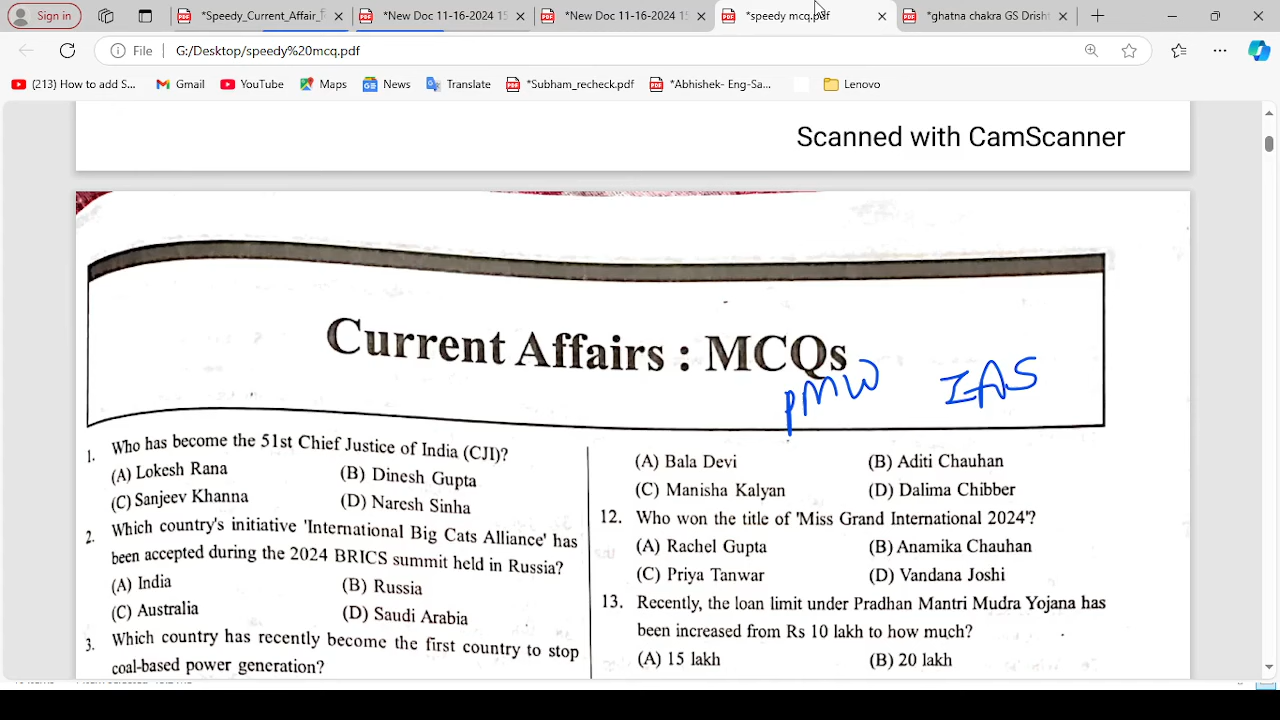 Sign in
*Speedy_Current_Affair_
*New Doc 11-16-2024 15
*New Doc 11-16-2024 15
*speedy mcq.pdf
*ghatna chakra GS Drisht
File
G:/Desktop/speedy%20mcq.pdf
(213) How to add S...
Gmail
YouTube
Maps
News
Translate
*Subham_recheck.pdf
*Abhishek- Eng-Sa...
Lenovo
Scanned with CamScanner
Current Affairs : MCQs
PMW IAS
1. Who has become the 51st Chief Justice of India (CJI)?
(A) Lokesh Rana (B) Dinesh Gupta
(C) Sanjeev Khanna (D) Naresh Sinha
2. Which country's initiative 'International Big Cats Alliance' has
been accepted during the 2024 BRICS summit held in Russia?
(A) India (B) Russia
(C) Australia (D) Saudi Arabia
3. Which country has recently become the first country to stop
coal-based power generation?
(A) Bala Devi (B) Aditi Chauhan
(C) Manisha Kalyan (D) Dalima Chibber
12. Who won the title of 'Miss Grand International 2024'?
(A) Rachel Gupta (B) Anamika Chauhan
(C) Priya Tanwar (D) Vandana Joshi
13. Recently, the loan limit under Pradhan Mantri Mudra Yojana has
been increased from Rs 10 lakh to how much?
(A) 15 lakh (B) 20 lakh